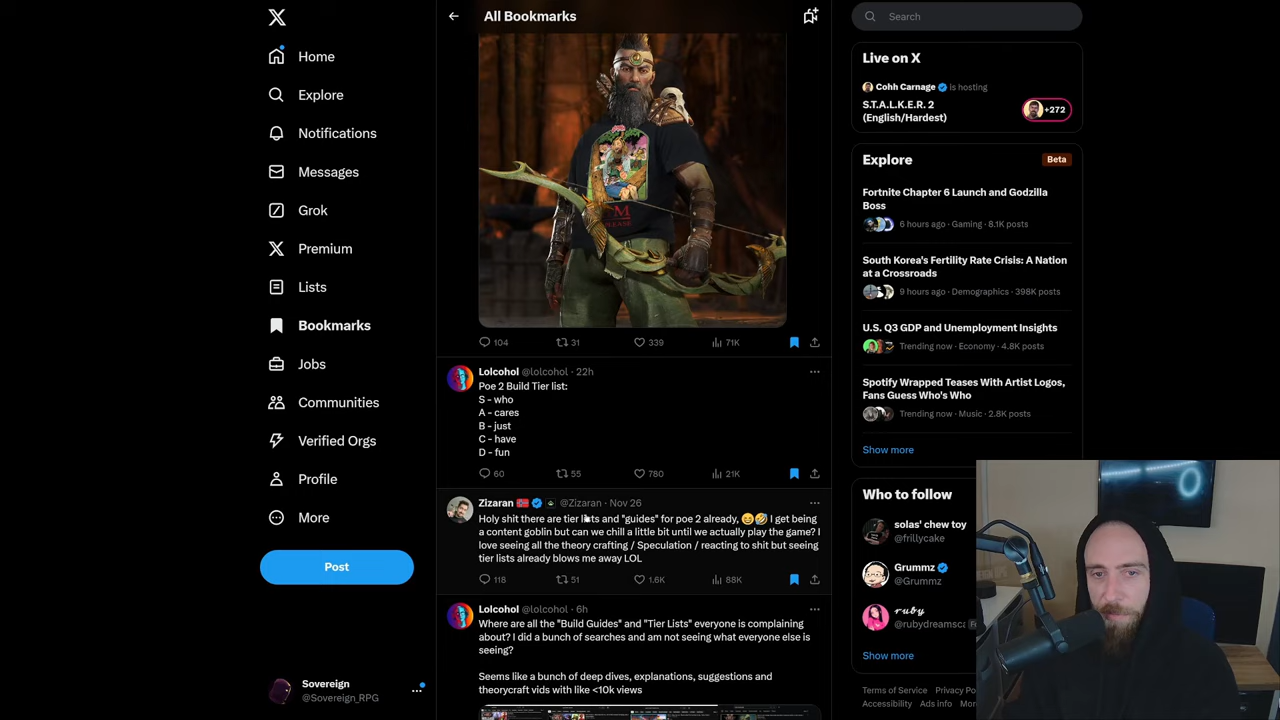 Home
Explore
Notifications
Messages
Grok
Premium
Lists
Bookmarks
Jobs
Communities
Verified Orgs
Profile
More
Post
Sovereign
@Sovereign_RPG
All Bookmarks
104
31
339
71K
Lolcohol @lolcohol · 22h
Poe 2 Build Tier list:
S - who
A - cares
B - just
C - have
D - fun
60
55
780
21K
Zizaran @Zizaran · Nov 26
Holy shit there are tier lists and "guides" for poe 2 already, 😆🤣 I get being
a content goblin but can we chill a little bit until we actually play the game? I
love seeing all the theory crafting / Speculation / reacting to shit but seeing
tier lists already blows me away LOL
118
51
1.6K
88K
Lolcohol @lolcohol · 6h
Where are all the "Build Guides" and "Tier Lists" everyone is complaining
about? I did a bunch of searches and am not seeing what everyone else is
seeing?
Seems like a bunch of deep dives, explanations, suggestions and
theorycraft vids with like <10k views
Search
Live on X
Cohh Carnage is hosting
S.T.A.L.K.E.R. 2
(English/Hardest)
+272
Explore
Beta
Fortnite Chapter 6 Launch and Godzilla
Boss
6 hours ago · Gaming · 8.1K posts
South Korea's Fertility Rate Crisis: A Nation
at a Crossroads
9 hours ago · Demographics · 398K posts
U.S. Q3 GDP and Unemployment Insights
Trending now · Economy · 4.8K posts
Spotify Wrapped Teases With Artist Logos,
Fans Guess Who's Who
Trending now · Music · 2.8K posts
Show more
Who to follow
solas' chew toy
@frillycake
Grummz
@Grummz
ruby
@rubydreamsca
Show more
Terms of Service
Privacy Po
Accessibility
Ads info
Mor